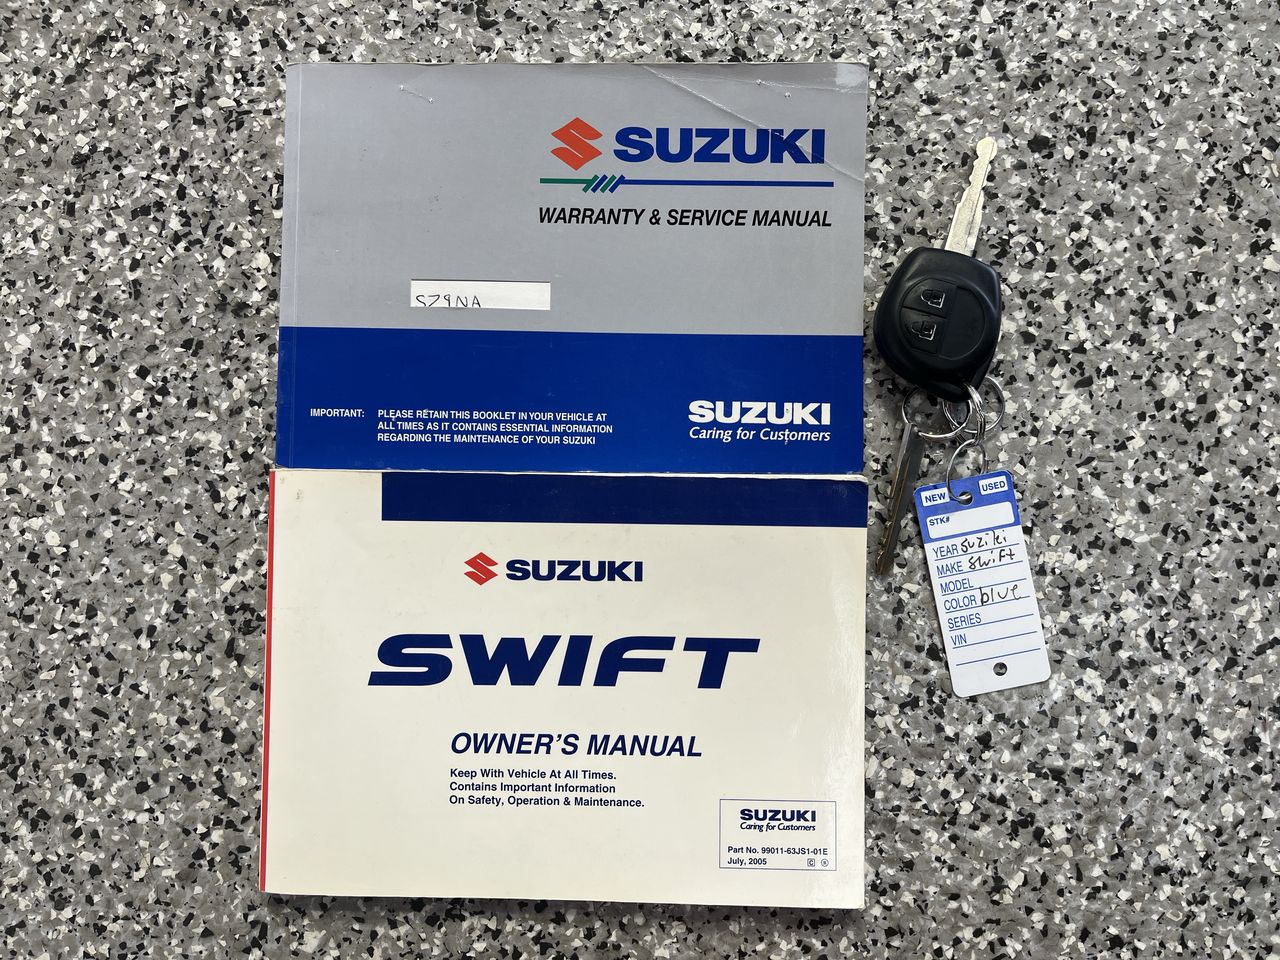 SUZUKI
WARRANTY & SERVICE MANUAL
SZ9NA
IMPORTANT: PLEASE RETAIN THIS BOOKLET IN YOUR VEHICLE AT
ALL TIMES AS IT CONTAINS ESSENTIAL INFORMATION
REGARDING THE MAINTENANCE OF YOUR SUZUKI
SUZUKI
Caring for Customers
SUZUKI
SWIFT
OWNER'S MANUAL
Keep With Vehicle At All Times.
Contains Important Information
On Safety, Operation & Maintenance.
SUZUKI
Caring for Customers
Part No. 99011-63JS1-01E
July, 2005
NEW USED
STK#
YEAR Suziki
MAKE Swift
MODEL
COLOR blue
SERIES
VIN